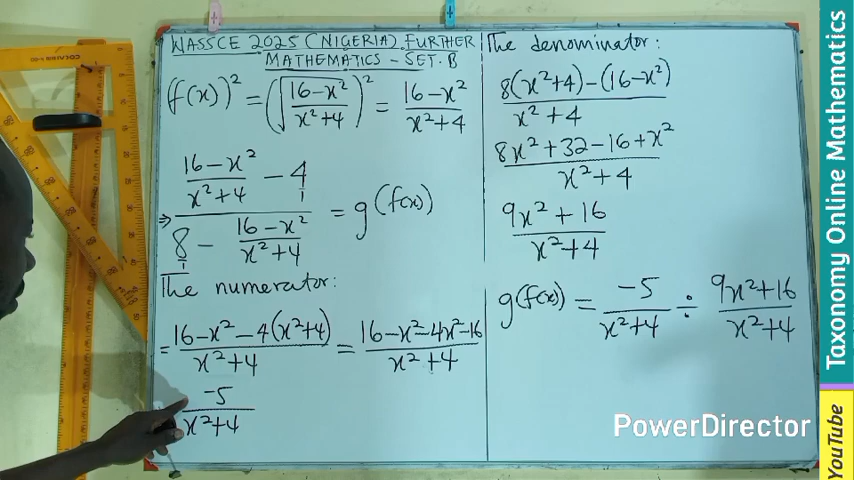 WASSCE 2025 (NIGERIA) FURTHER
MATHEMATICS - SET. B
(f(x))² = (√((16-x²)/(x²+4)))² = (16-x²)/(x²+4)
⇒ ((16-x²)/(x²+4) - 4/1)/(8/1 - (16-x²)/(x²+4)) = g(f(x))
The numerator:
= (16-x²-4(x²+4))/(x²+4) = (16-x²-4x²-16)/(x²+4)
-5/(x²+4)
The denominator:
(8(x²+4)-(16-x²))/(x²+4)
(8x²+32-16+x²)/(x²+4)
(9x²+16)/(x²+4)
g(f(x)) = -5/(x²+4) ÷ (9x²+16)/(x²+4)
PowerDirector
Taxonomy Online Mathematics
YouTube